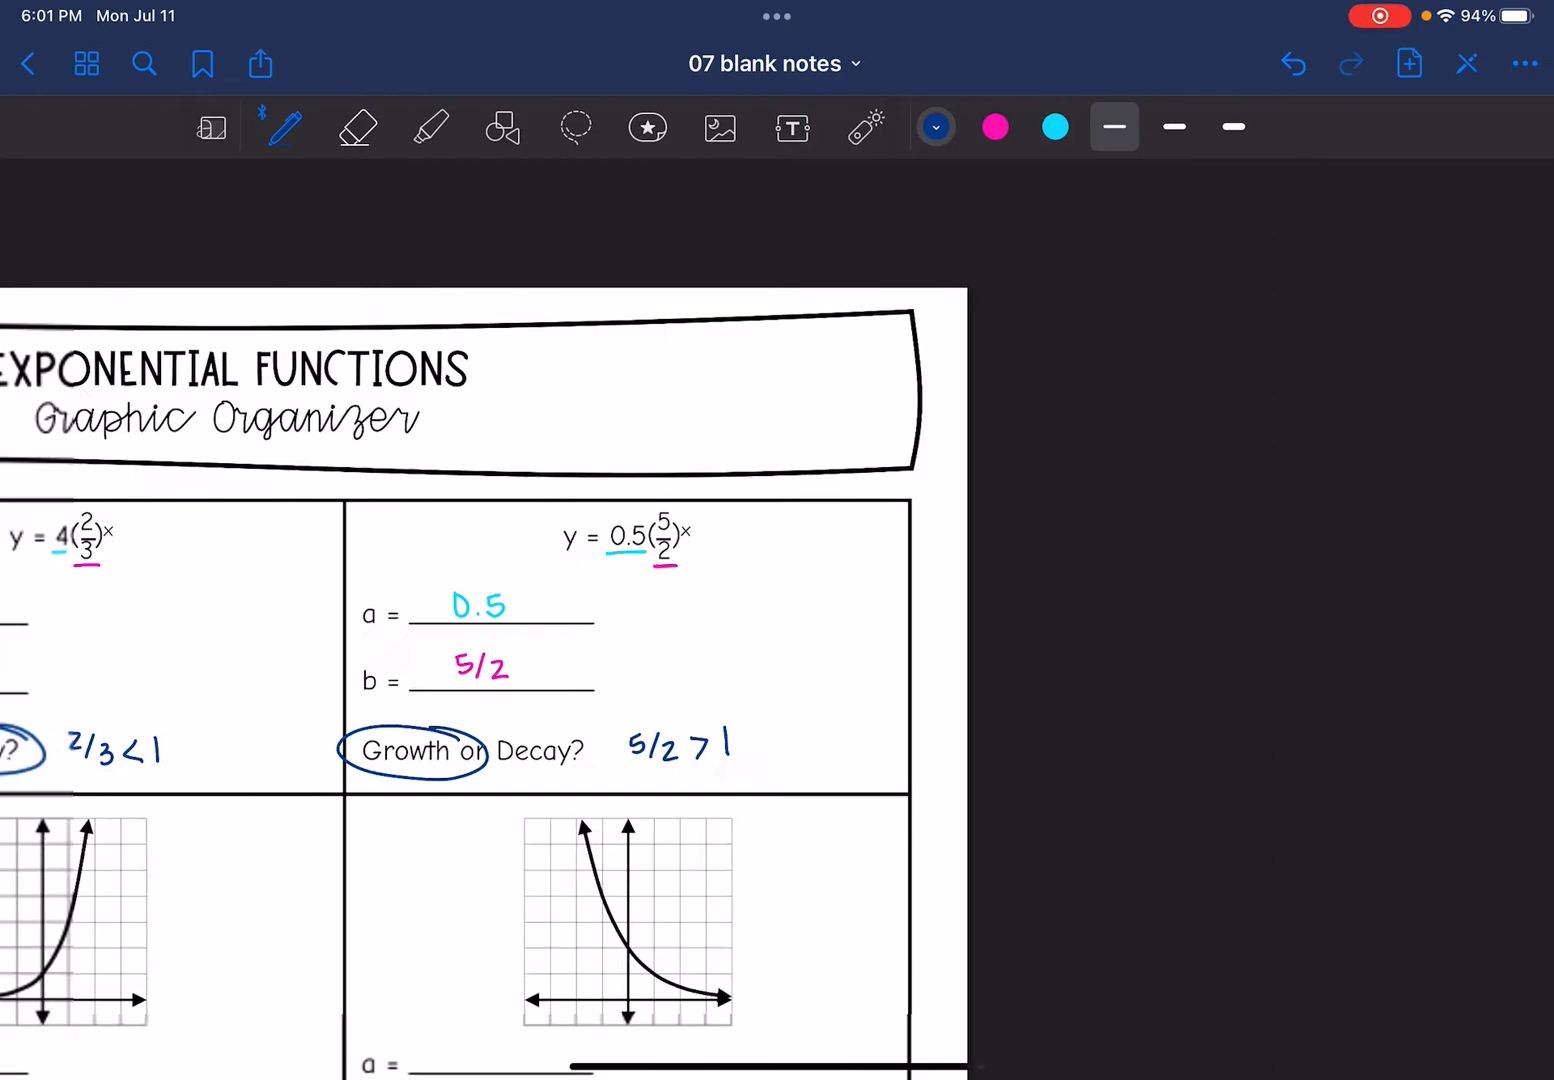 6:01 PM Mon Jul 11
94%
07 blank notes
T
EXPONENTIAL FUNCTIONS
Graphic Organizer
y = 4(2/3)ˣ
y = 0.5(5/2)ˣ
a = 0.5
b = 5/2
y? 2/3 < 1
Growth or Decay? 5/2 > 1
a =